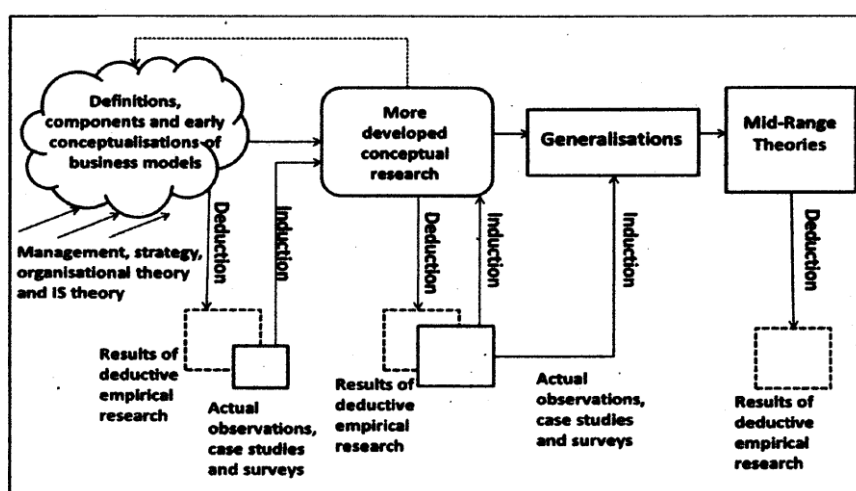 Definitions,
components and early
conceptualisations of
business models
More
developed
conceptual
research
Generalisations
Mid-Range
Theories
Management, strategy,
organisational theory
and IS theory
Deduction
Induction
Deduction
Induction
Induction
Deduction
Results of
deductive
empirical
research
Actual
observations,
case studies
and surveys
Results of
deductive
empirical
research
Actual
observations,
case studies
and surveys
Results of
deductive
empirical
research